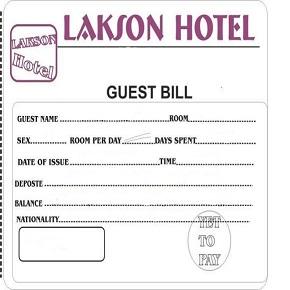 LAKSON HOTEL
LAKSON
Hotel
GUEST BILL
GUEST NAME ROOM
SEX ROOM PER DAY DAYS SPENT
DATE OF ISSUE TIME
DEPOSTE
BALANCE
NATIONALITY
YET
TO
PAY